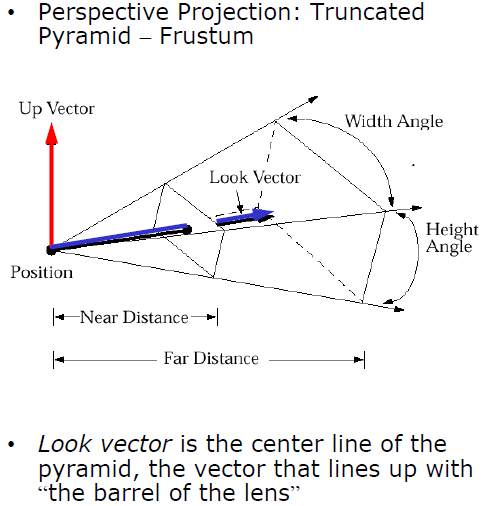 • Perspective Projection: Truncated
Pyramid – Frustum
Up Vector
Width Angle
Look Vector
Height
Angle
Position
Near Distance
Far Distance
• Look vector is the center line of the
pyramid, the vector that lines up with
“the barrel of the lens”